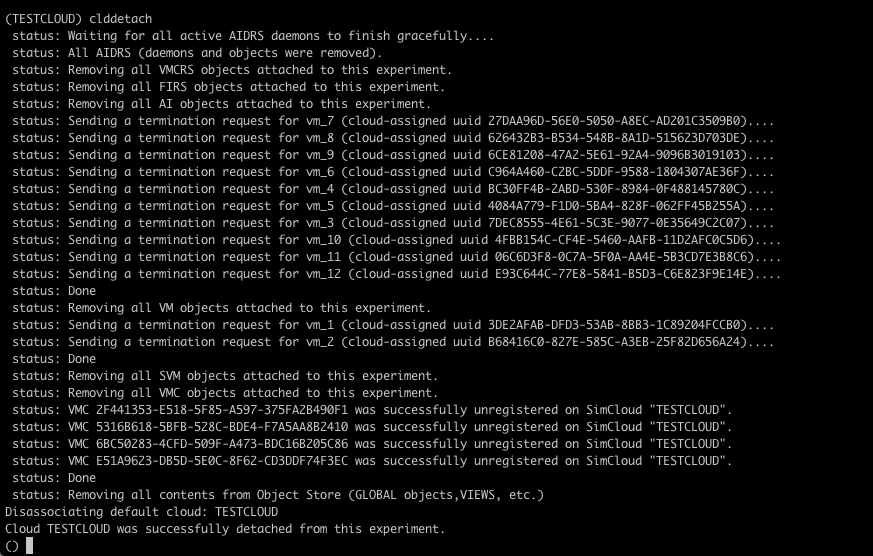 (TESTCLOUD) clddetach
status: Waiting for all active AIDRS daemons to finish gracefully....
status: All AIDRS (daemons and objects were removed).
status: Removing all VMCRS objects attached to this experiment.
status: Removing all FIRS objects attached to this experiment.
status: Removing all AI objects attached to this experiment.
status: Sending a termination request for vm_7 (cloud-assigned uuid 27DAA96D-56E0-5050-A8EC-AD201C3509B0)....
status: Sending a termination request for vm_8 (cloud-assigned uuid 626432B3-B534-548B-8A1D-515623D703DE)....
status: Sending a termination request for vm_9 (cloud-assigned uuid 6CE81208-47A2-5E61-92A4-9096B3019103)....
status: Sending a termination request for vm_6 (cloud-assigned uuid C964A460-C2BC-5DDF-9588-1804307AE36F)....
status: Sending a termination request for vm_4 (cloud-assigned uuid BC30FF4B-2ABD-530F-8984-0F488145780C)....
status: Sending a termination request for vm_5 (cloud-assigned uuid 4084A779-F1D0-5BA4-828F-062FF45B255A)....
status: Sending a termination request for vm_3 (cloud-assigned uuid 7DEC8555-4E61-5C3E-9077-0E35649C2C07)....
status: Sending a termination request for vm_10 (cloud-assigned uuid 4FBB154C-CF4E-5460-AAFB-11D2AFC0C5D6)....
status: Sending a termination request for vm_11 (cloud-assigned uuid 06C6D3F8-0C7A-5F0A-AA4E-5B3CD7E3B8C6)....
status: Sending a termination request for vm_12 (cloud-assigned uuid E93C644C-77E8-5841-B5D3-C6E823F9E14E)....
status: Done
status: Removing all VM objects attached to this experiment.
status: Sending a termination request for vm_1 (cloud-assigned uuid 3DE2AFAB-DFD3-53AB-8BB3-1C89204FCCB0)....
status: Sending a termination request for vm_2 (cloud-assigned uuid B68416C0-827E-585C-A3EB-25F82D656A24)....
status: Done
status: Removing all SVM objects attached to this experiment.
status: Removing all VMC objects attached to this experiment.
status: VMC 2F441353-E518-5F85-A597-375FA2B490F1 was successfully unregistered on SimCloud "TESTCLOUD".
status: VMC 5316B618-5BFB-528C-BDE4-F7A5AA8B2410 was successfully unregistered on SimCloud "TESTCLOUD".
status: VMC 6BC50283-4CFD-509F-A473-BDC16B205C86 was successfully unregistered on SimCloud "TESTCLOUD".
status: VMC E51A9623-DB5D-5E0C-8F62-CD3DDF74F3EC was successfully unregistered on SimCloud "TESTCLOUD".
status: Done
status: Removing all contents from Object Store (GLOBAL objects,VIEWS, etc.)
Disassociating default cloud: TESTCLOUD
Cloud TESTCLOUD was successfully detached from this experiment.
()